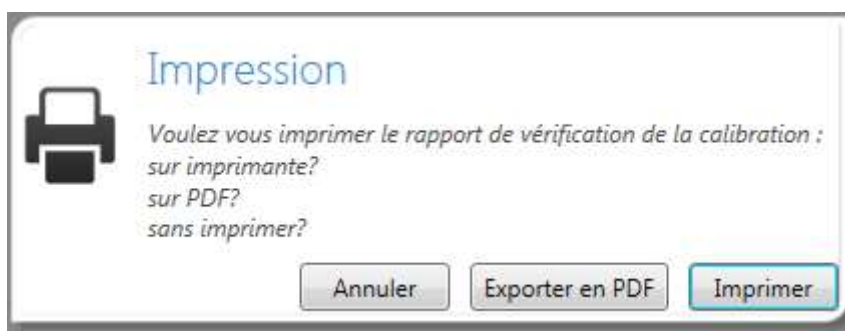 Impression
Voulez vous imprimer le rapport de vérification de la calibration :
sur imprimante?
sur PDF?
sans imprimer?
Annuler Exporter en PDF Imprimer